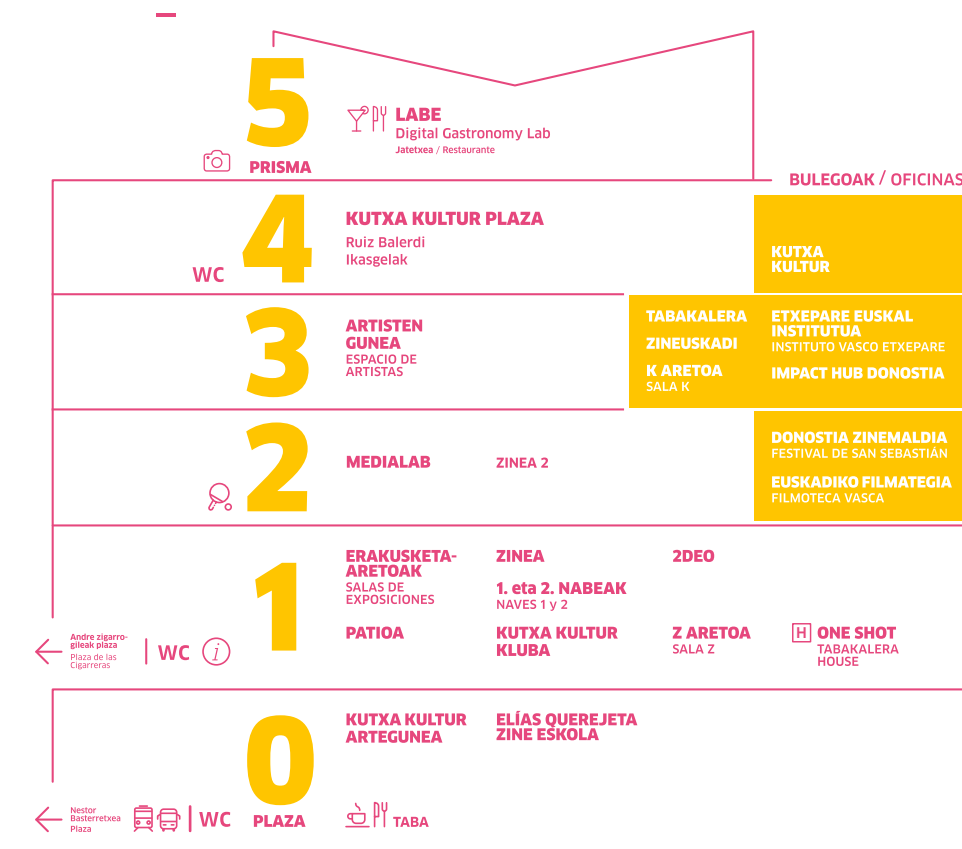 5
PRISMA
LABE
Digital Gastronomy Lab
Jatetxea / Restaurante
BULEGOAK / OFICINAS
4
WC
KUTXA KULTUR PLAZA
Ruiz Balerdi
Ikasgelak
KUTXA
KULTUR
3
ARTISTEN
GUNEA
ESPACIO DE
ARTISTAS
TABAKALERA
ZINEUSKADI
K ARETOA
SALA K
ETXEPARE EUSKAL
INSTITUTUA
INSTITUTO VASCO ETXEPARE
IMPACT HUB DONOSTIA
2
MEDIALAB
ZINEA 2
DONOSTIA ZINEMALDIA
FESTIVAL DE SAN SEBASTIÁN
EUSKADIKO FILMATEGIA
FILMOTECA VASCA
1
ERAKUSKETA-
ARETOAK
SALAS DE
EXPOSICIONES
ZINEA
2DEO
1. eta 2. NABEAK
NAVES 1 y 2
PATIOA
KUTXA KULTUR
KLUBA
Z ARETOA
SALA Z
H ONE SHOT
TABAKALERA
HOUSE
Andre zigarro-
gileak plaza
Plaza de las
Cigarreras
WC i
0
PLAZA
KUTXA KULTUR
ARTEGUNEA
ELÍAS QUEREJETA
ZINE ESKOLA
Nestor
Basterretxea
Plaza
WC
TABA